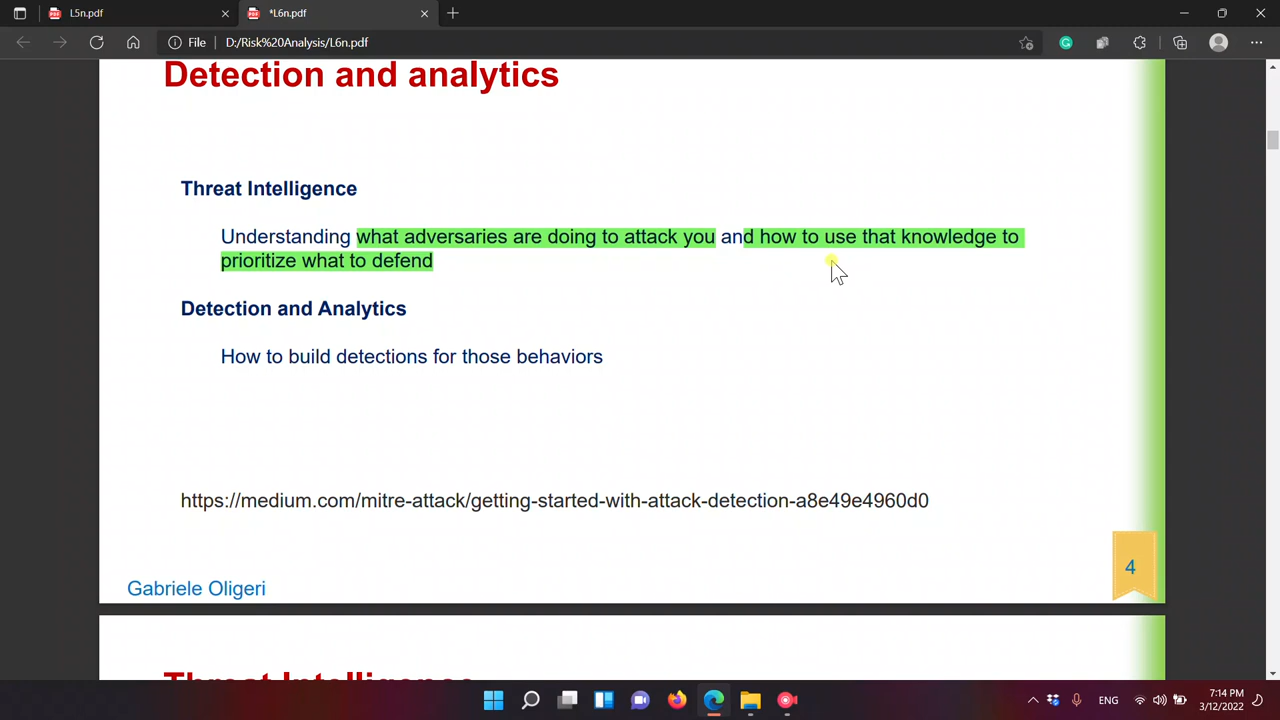 L5n.pdf
*L6n.pdf
File
D:/Risk%20Analysis/L6n.pdf
Detection and analytics
Threat Intelligence
Understanding what adversaries are doing to attack you and how to use that knowledge to
prioritize what to defend
Detection and Analytics
How to build detections for those behaviors
https://medium.com/mitre-attack/getting-started-with-attack-detection-a8e49e4960d0
4
Gabriele Oligeri
Threat Intelligence
ENG
7:14 PM
3/12/2022